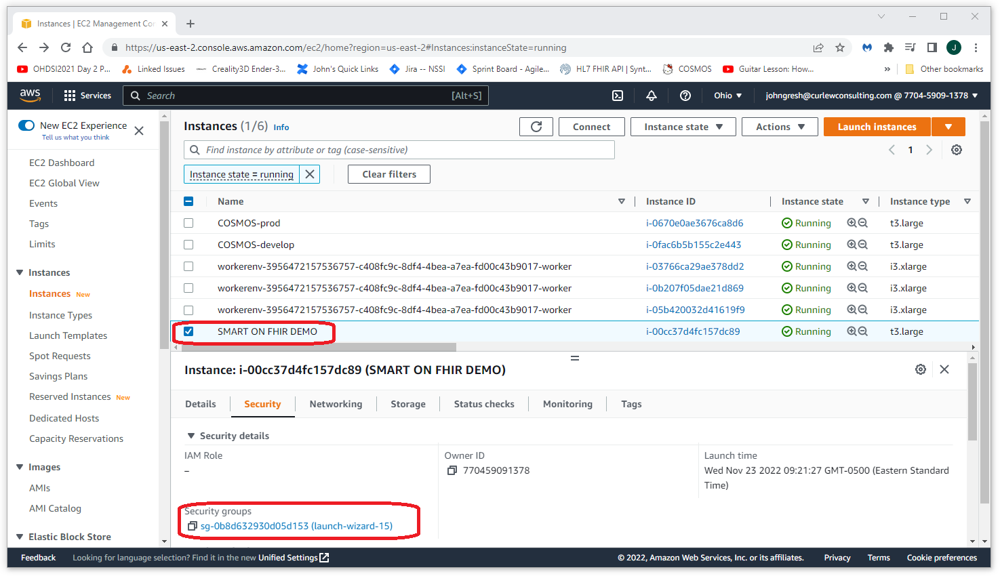 Instances | EC2 Management Con
https://us-east-2.console.aws.amazon.com/ec2/home?region=us-east-2#Instances:instanceState=running
J
OHDSI2021 Day 2 P... Linked Issues Creality3D Ender-3... John's Quick Links Jira -- NSSI Sprint Board - Agile... HL7 FHIR API | Synt... COSMOS Guitar Lesson: How... » Other bookmarks
aws Services Search [Alt+S] Ohio johngresh@curlewconsulting.com @ 7704-5909-1378
New EC2 Experience
Tell us what you think
EC2 Dashboard
EC2 Global View
Events
Tags
Limits
Instances
Instances New
Instance Types
Launch Templates
Spot Requests
Savings Plans
Reserved Instances New
Dedicated Hosts
Capacity Reservations
Images
AMIs
AMI Catalog
Elastic Block Store
Instances (1/6) Info
Connect Instance state Actions Launch instances
Find instance by attribute or tag (case-sensitive)
1
Instance state = running Clear filters
Name Instance ID Instance state Instance type
COSMOS-prod i-0670e0ae3676ca8d6 Running t3.large
COSMOS-develop i-0fac6b5b155c2e443 Running t3.large
workerenv-3956472157536757-c408fc9c-8df4-4bea-a7ea-fd00c43b9017-worker i-03766ca29ae378dd2 Running i3.xlarge
workerenv-3956472157536757-c408fc9c-8df4-4bea-a7ea-fd00c43b9017-worker i-0b207f05dae21d869 Running i3.xlarge
workerenv-3956472157536757-c408fc9c-8df4-4bea-a7ea-fd00c43b9017-worker i-05b420032d41619f9 Running i3.xlarge
SMART ON FHIR DEMO i-00cc37d4fc157dc89 Running t3.large
Instance: i-00cc37d4fc157dc89 (SMART ON FHIR DEMO)
Details Security Networking Storage Status checks Monitoring Tags
Security details
IAM Role Owner ID Launch time
– 770459091378 Wed Nov 23 2022 09:21:27 GMT-0500 (Eastern Standard
Time)
Security groups
sg-0b8d632930d05d153 (launch-wizard-15)
Feedback Looking for language selection? Find it in the new Unified Settings © 2022, Amazon Web Services, Inc. or its affiliates. Privacy Terms Cookie preferences